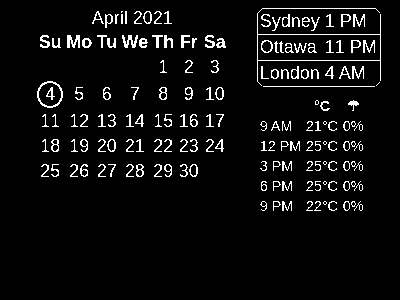 April 2021
Su Mo Tu We Th Fr Sa
1 2 3
4 5 6 7 8 9 10
11 12 13 14 15 16 17
18 19 20 21 22 23 24
25 26 27 28 29 30
Sydney 1 PM
Ottawa 11 PM
London 4 AM
°C ☂
9 AM 21°C 0%
12 PM 25°C 0%
3 PM 25°C 0%
6 PM 25°C 0%
9 PM 22°C 0%